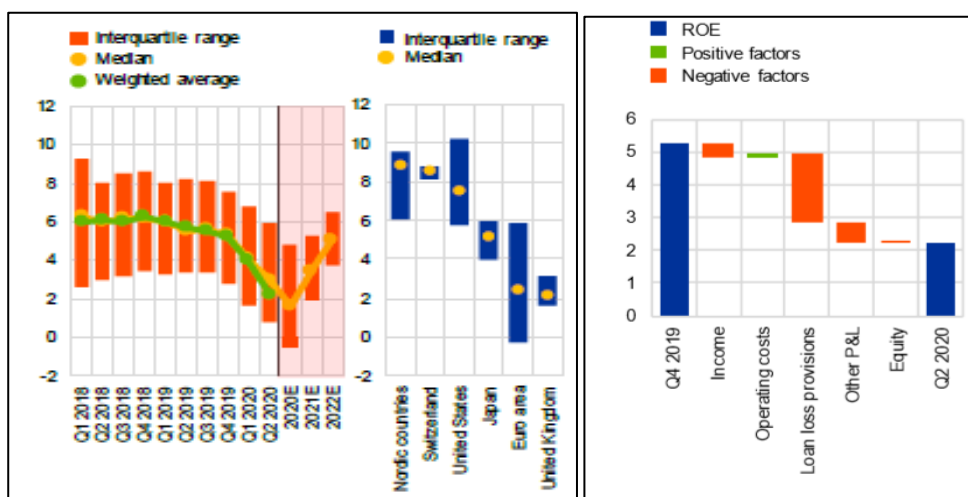 Interquartile range
Median
Weighted average
12
10
8
6
4
2
0
-2
Q1 2018
Q2 2018
Q3 2018
Q4 2018
Q1 2019
Q2 2019
Q3 2019
Q4 2019
Q1 2020
Q2 2020
2020E
2021E
2022E
Interquartile range
Median
12
10
8
6
4
2
0
-2
Nordic countries
Switzerland
United States
Japan
Euro area
United Kingdom
ROE
Positive factors
Negative factors
6
5
4
3
2
1
0
Q4 2019
Income
Operating costs
Loan loss provisions
Other P&L
Equity
Q2 2020